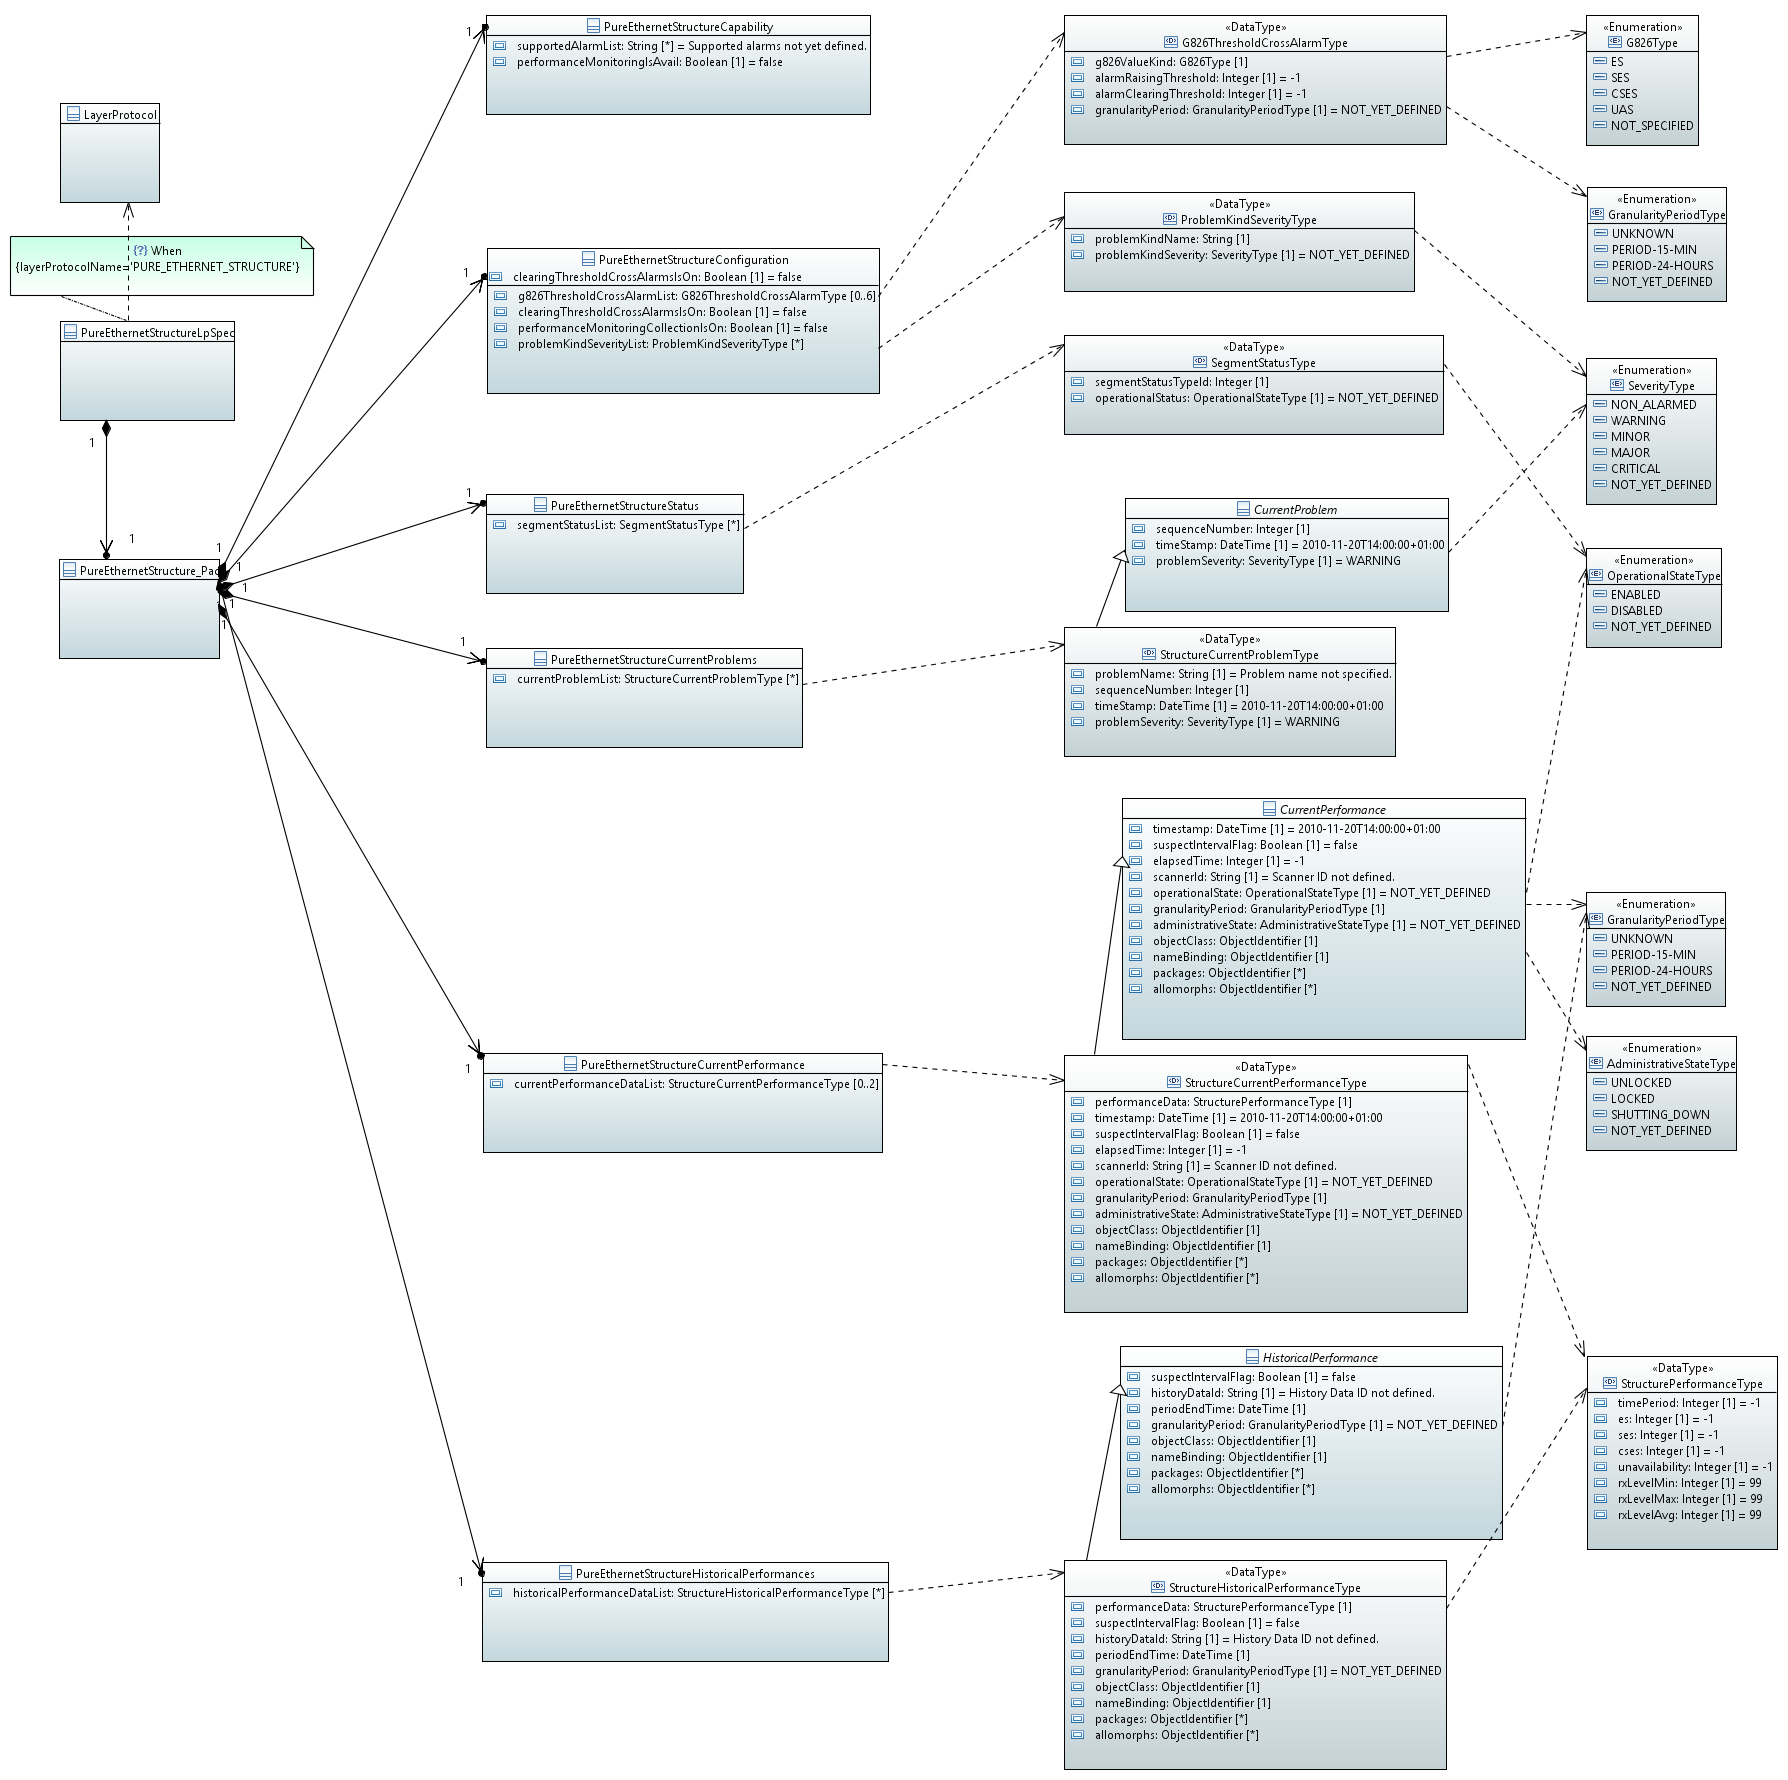 LayerProtocol
{?} When
{layerProtocolName='PURE_ETHERNET_STRUCTURE'}
PureEthernetStructureLpSpec
1
1
PureEthernetStructure_Pac
1
1
1
1
1
1
PureEthernetStructureCapability
supportedAlarmList: String [*] = Supported alarms not yet defined.
performanceMonitoringIsAvail: Boolean [1] = false
1
PureEthernetStructureConfiguration
clearingThresholdCrossAlarmsIsOn: Boolean [1] = false
g826ThresholdCrossAlarmList: G826ThresholdCrossAlarmType [0..6]
clearingThresholdCrossAlarmsIsOn: Boolean [1] = false
performanceMonitoringCollectionIsOn: Boolean [1] = false
problemKindSeverityList: ProblemKindSeverityType [*]
1
PureEthernetStructureStatus
segmentStatusList: SegmentStatusType [*]
1
PureEthernetStructureCurrentProblems
currentProblemList: StructureCurrentProblemType [*]
1
PureEthernetStructureCurrentPerformance
currentPerformanceDataList: StructureCurrentPerformanceType [0..2]
1
PureEthernetStructureHistoricalPerformances
historicalPerformanceDataList: StructureHistoricalPerformanceType [*]
«DataType»
G826ThresholdCrossAlarmType
g826ValueKind: G826Type [1]
alarmRaisingThreshold: Integer [1] = -1
alarmClearingThreshold: Integer [1] = -1
granularityPeriod: GranularityPeriodType [1] = NOT_YET_DEFINED
«DataType»
ProblemKindSeverityType
problemKindName: String [1]
problemKindSeverity: SeverityType [1] = NOT_YET_DEFINED
«DataType»
SegmentStatusType
segmentStatusTypeId: Integer [1]
operationalStatus: OperationalStateType [1] = NOT_YET_DEFINED
CurrentProblem
sequenceNumber: Integer [1]
timeStamp: DateTime [1] = 2010-11-20T14:00:00+01:00
problemSeverity: SeverityType [1] = WARNING
«DataType»
StructureCurrentProblemType
problemName: String [1] = Problem name not specified.
sequenceNumber: Integer [1]
timeStamp: DateTime [1] = 2010-11-20T14:00:00+01:00
problemSeverity: SeverityType [1] = WARNING
CurrentPerformance
timestamp: DateTime [1] = 2010-11-20T14:00:00+01:00
suspectIntervalFlag: Boolean [1] = false
elapsedTime: Integer [1] = -1
scannerId: String [1] = Scanner ID not defined.
operationalState: OperationalStateType [1] = NOT_YET_DEFINED
granularityPeriod: GranularityPeriodType [1]
administrativeState: AdministrativeStateType [1] = NOT_YET_DEFINED
objectClass: ObjectIdentifier [1]
nameBinding: ObjectIdentifier [1]
packages: ObjectIdentifier [*]
allomorphs: ObjectIdentifier [*]
«DataType»
StructureCurrentPerformanceType
performanceData: StructurePerformanceType [1]
timestamp: DateTime [1] = 2010-11-20T14:00:00+01:00
suspectIntervalFlag: Boolean [1] = false
elapsedTime: Integer [1] = -1
scannerId: String [1] = Scanner ID not defined.
operationalState: OperationalStateType [1] = NOT_YET_DEFINED
granularityPeriod: GranularityPeriodType [1]
administrativeState: AdministrativeStateType [1] = NOT_YET_DEFINED
objectClass: ObjectIdentifier [1]
nameBinding: ObjectIdentifier [1]
packages: ObjectIdentifier [*]
allomorphs: ObjectIdentifier [*]
HistoricalPerformance
suspectIntervalFlag: Boolean [1] = false
historyDataId: String [1] = History Data ID not defined.
periodEndTime: DateTime [1]
granularityPeriod: GranularityPeriodType [1] = NOT_YET_DEFINED
objectClass: ObjectIdentifier [1]
nameBinding: ObjectIdentifier [1]
packages: ObjectIdentifier [*]
allomorphs: ObjectIdentifier [*]
«DataType»
StructureHistoricalPerformanceType
performanceData: StructurePerformanceType [1]
suspectIntervalFlag: Boolean [1] = false
historyDataId: String [1] = History Data ID not defined.
periodEndTime: DateTime [1]
granularityPeriod: GranularityPeriodType [1] = NOT_YET_DEFINED
objectClass: ObjectIdentifier [1]
nameBinding: ObjectIdentifier [1]
packages: ObjectIdentifier [*]
allomorphs: ObjectIdentifier [*]
«Enumeration»
G826Type
ES
SES
CSES
UAS
NOT_SPECIFIED
«Enumeration»
GranularityPeriodType
UNKNOWN
PERIOD-15-MIN
PERIOD-24-HOURS
NOT_YET_DEFINED
«Enumeration»
SeverityType
NON_ALARMED
WARNING
MINOR
MAJOR
CRITICAL
NOT_YET_DEFINED
«Enumeration»
OperationalStateType
ENABLED
DISABLED
NOT_YET_DEFINED
«Enumeration»
GranularityPeriodType
UNKNOWN
PERIOD-15-MIN
PERIOD-24-HOURS
NOT_YET_DEFINED
«Enumeration»
AdministrativeStateType
UNLOCKED
LOCKED
SHUTTING_DOWN
NOT_YET_DEFINED
«DataType»
StructurePerformanceType
timePeriod: Integer [1] = -1
es: Integer [1] = -1
ses: Integer [1] = -1
cses: Integer [1] = -1
unavailability: Integer [1] = -1
rxLevelMin: Integer [1] = 99
rxLevelMax: Integer [1] = 99
rxLevelAvg: Integer [1] = 99